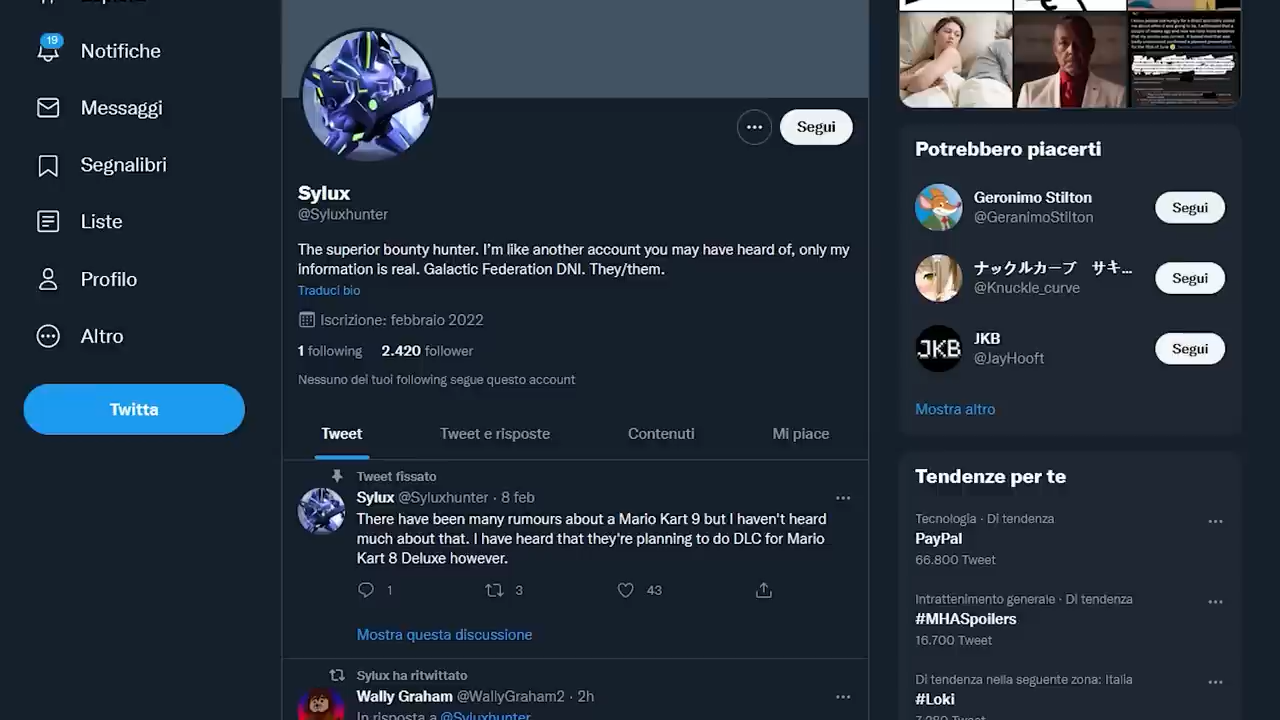 19
Notifiche
Messaggi
Segnalibri
Liste
Profilo
Altro
Twitta
Segui
Sylux
@Syluxhunter
The superior bounty hunter. I'm like another account you may have heard of, only my
information is real. Galactic Federation DNI. They/them.
Traduci bio
Iscrizione: febbraio 2022
1 following 2.420 follower
Nessuno dei tuoi following segue questo account
Tweet Tweet e risposte Contenuti Mi piace
Tweet fissato
Sylux @Syluxhunter · 8 feb
There have been many rumours about a Mario Kart 9 but I haven't heard
much about that. I have heard that they're planning to do DLC for Mario
Kart 8 Deluxe however.
1 3 43
Mostra questa discussione
Sylux ha ritwittato
Wally Graham @WallyGraham2 · 2h
In risposta a @Syluxhunter
Potrebbero piacerti
Geronimo Stilton
@GeranimoStilton
Segui
ナックルカーブ サキ...
@Knuckle_curve
Segui
JKB
JKB
@JayHooft
Segui
Mostra altro
Tendenze per te
Tecnologia · Di tendenza
PayPal
66.800 Tweet
Intrattenimento generale · Di tendenza
#MHASpoilers
16.700 Tweet
Di tendenza nella seguente zona: Italia
#Loki